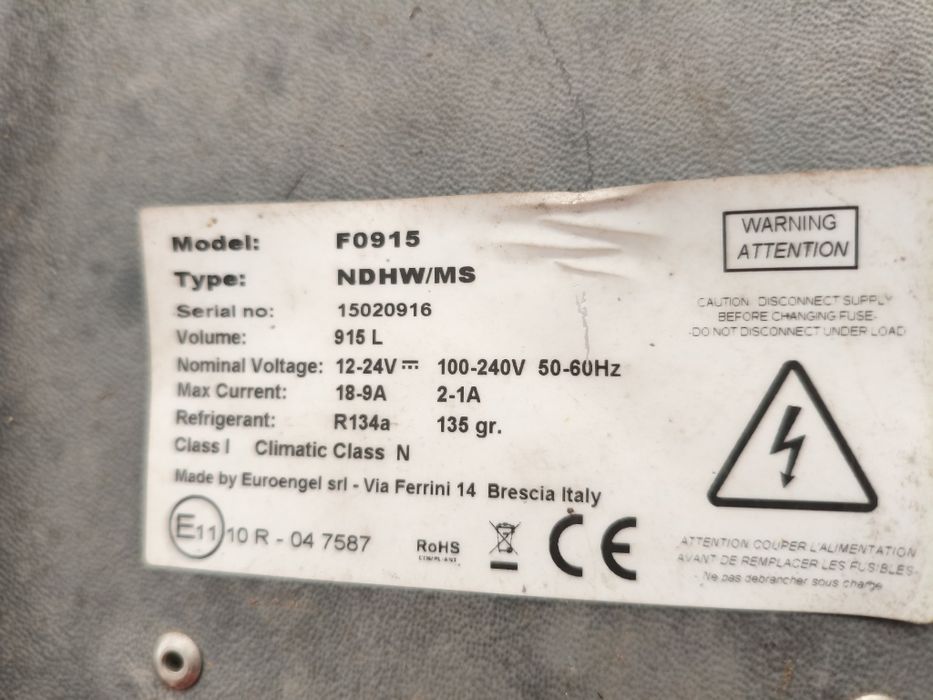 Model: F0915
Type: NDHW/MS
Serial no: 15020916
Volume: 915 L
Nominal Voltage: 12-24V⎓ 100-240V 50-60Hz
Max Current: 18-9A 2-1A
Refrigerant: R134a 135 gr.
Class I Climatic Class N
Made by Euroengel srl - Via Ferrini 14 Brescia Italy
E11 10 R - 04 7587
RoHS
COMPLIANT
CE
WARNING
ATTENTION
CAUTION: DISCONNECT SUPPLY
BEFORE CHANGING FUSE-
-DO NOT DISCONNECT UNDER LOAD
ATTENTION COUPER L'ALIMENTATION
AVANT DE REMPLACER LES FUSIBLES-
- Ne pas debrancher sous charge